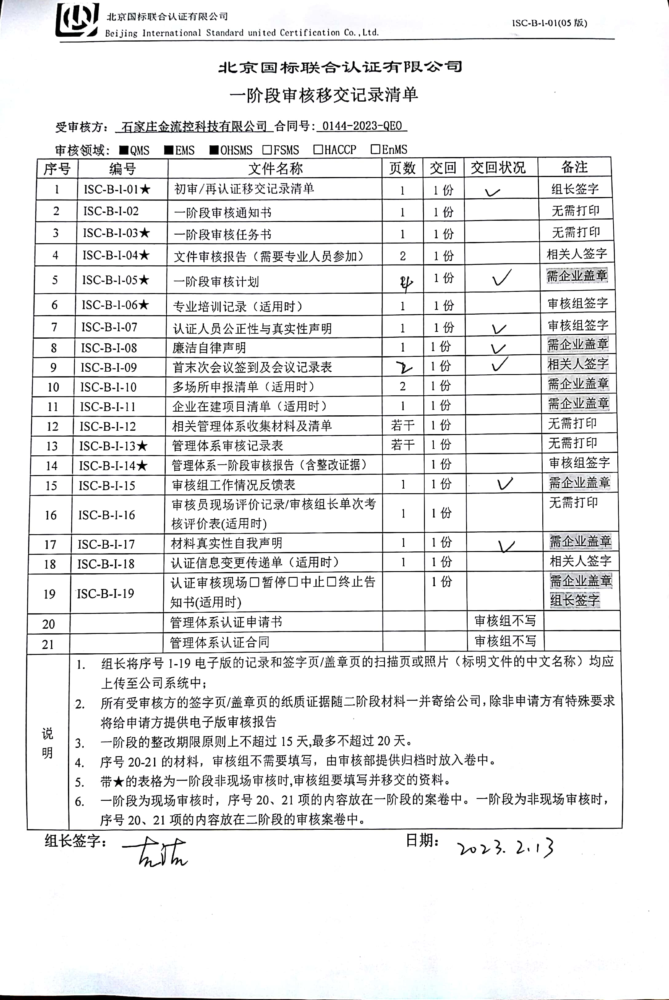 北京国标联合认证有限公司
Beijing International Standard united Certification Co.,Ltd.
ISC-B-I-01(05 版)
北京国标联合认证有限公司
一阶段审核移交记录清单
受审核方: 石家庄金流控科技有限公司 合同号: 0144-2023-QEO
审核领域: ■QMS ■EMS ■OHSMS □FSMS □HACCP □EnMS
序号 编号 文件名称 页数 交回 交回状况 备注
1 ISC-B-I-01★ 初审/再认证移交记录清单 1 1 份 ✓ 组长签字
2 ISC-B-I-02 一阶段审核通知书 1 1 份 无需打印
3 ISC-B-I-03★ 一阶段审核任务书 1 1 份 无需打印
4 ISC-B-I-04★ 文件审核报告（需要专业人员参加） 2 1 份 相关人签字
5 ISC-B-I-05★ 一阶段审核计划 4 1 份 ✓ 需企业盖章
6 ISC-B-I-06★ 专业培训记录（适用时） 1 1 份 审核组签字
7 ISC-B-I-07 认证人员公正性与真实性声明 1 1 份 ✓ 审核组签字
8 ISC-B-I-08 廉洁自律声明 1 1 份 ✓ 需企业盖章
9 ISC-B-I-09 首末次会议签到及会议记录表 2 1 份 ✓ 相关人签字
10 ISC-B-I-10 多场所申报清单（适用时） 2 1 份 需企业盖章
11 ISC-B-I-11 企业在建项目清单（适用时） 1 1 份 需企业盖章
12 ISC-B-I-12 相关管理体系收集材料及清单 若干 1 份 无需打印
13 ISC-B-I-13★ 管理体系审核记录表 若干 1 份 无需打印
14 ISC-B-I-14★ 管理体系一阶段审核报告（含整改证据） 1 份 审核组签字
15 ISC-B-I-15 审核组工作情况反馈表 1 1 份 ✓ 需企业盖章
16 ISC-B-I-16 审核员现场评价记录/审核组长单次考 1 1 份 无需打印
核评价表(适用时)
17 ISC-B-I-17 材料真实性自我声明 1 1 份 ✓ 需企业盖章
18 ISC-B-I-18 认证信息变更传递单（适用时） 1 1 份 相关人签字
19 ISC-B-I-19 认证审核现场□暂停□中止□终止告 1 份 需企业盖章
知书(适用时) 组长签字
20 管理体系认证申请书 审核组不写
21 管理体系认证合同 审核组不写
说明
1. 组长将序号 1-19 电子版的记录和签字页/盖章页的扫描页或照片（标明文件的中文名称）均应
上传至公司系统中;
2. 所有受审核方的签字页/盖章页的纸质证据随二阶段材料一并寄给公司,除非申请方有特殊要求
将给申请方提供电子版审核报告
3. 一阶段的整改期限原则上不超过 15 天,最多不超过 20 天。
4. 序号 20-21 的材料，审核组不需要填写，由审核部提供归档时放入卷中。
5. 带★的表格为一阶段非现场审核时,审核组要填写并移交的资料。
6. 一阶段为现场审核时，序号 20、21 项的内容放在一阶段的案卷中。一阶段为非现场审核时，
序号 20、21 项的内容放在二阶段的审核案卷中。
组长签字: 日期: 2023.2.13